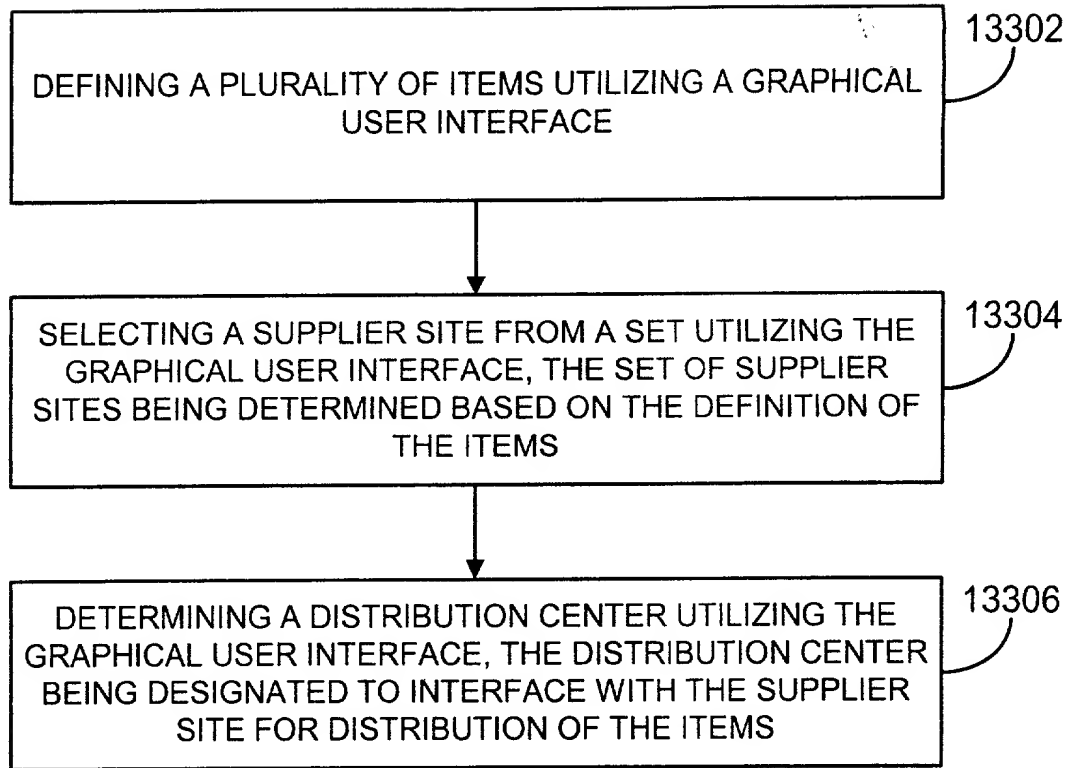 13302
DEFINING A PLURALITY OF ITEMS UTILIZING A GRAPHICAL
USER INTERFACE
13304
SELECTING A SUPPLIER SITE FROM A SET UTILIZING THE
GRAPHICAL USER INTERFACE, THE SET OF SUPPLIER
SITES BEING DETERMINED BASED ON THE DEFINITION OF
THE ITEMS
13306
DETERMINING A DISTRIBUTION CENTER UTILIZING THE
GRAPHICAL USER INTERFACE, THE DISTRIBUTION CENTER
BEING DESIGNATED TO INTERFACE WITH THE SUPPLIER
SITE FOR DISTRIBUTION OF THE ITEMS